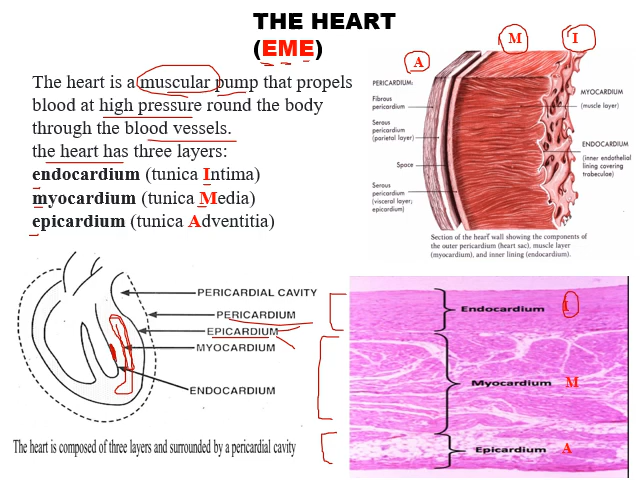 THE HEART
(EME)
The heart is a muscular pump that propels
blood at high pressure round the body
through the blood vessels.
the heart has three layers:
endocardium (tunica Intima)
myocardium (tunica Media)
epicardium (tunica Adventitia)
A
M
I
PERICARDIUM:
Fibrous
pericardium
Serous
pericardium
(parietal layer)
Space
Serous
pericardium
(visceral layer;
epicardium)
MYOCARDIUM
(muscle layer)
ENDOCARDIUM
(inner endothelial
lining covering
trabeculae)
Section of the heart wall showing the components of
the outer pericardium (heart sac), muscle layer
(myocardium), and inner lining (endocardium).
PERICARDIAL CAVITY
PERICARDIUM
EPICARDIUM
MYOCARDIUM
ENDOCARDIUM
The heart is composed of three layers and surrounded by a pericardial cavity
Endocardium I
Myocardium M
Epicardium A